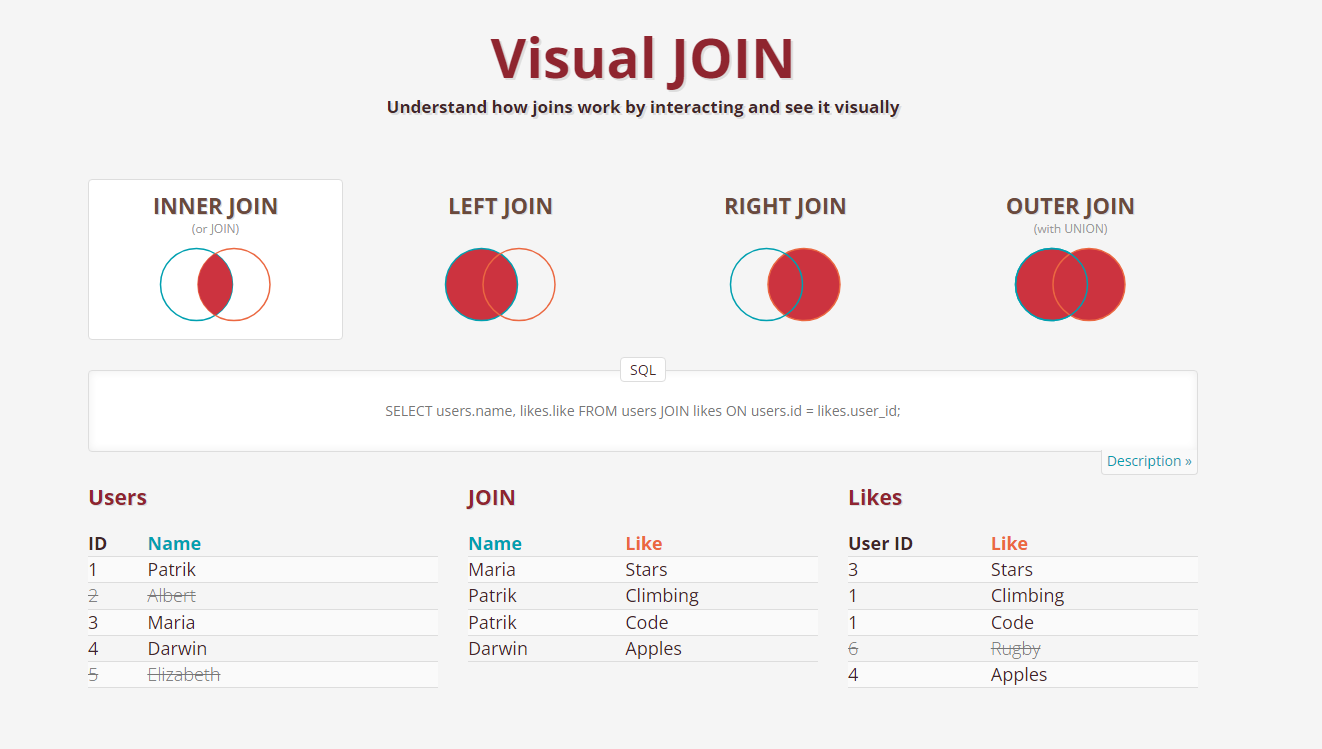 Visual JOIN
Understand how joins work by interacting and see it visually
INNER JOIN
(or JOIN)
LEFT JOIN
RIGHT JOIN
OUTER JOIN
(with UNION)
SQL
SELECT users.name, likes.like FROM users JOIN likes ON users.id = likes.user_id;
Description »
Users
ID Name
1 Patrik
2 Albert
3 Maria
4 Darwin
5 Elizabeth
JOIN
Name Like
Maria Stars
Patrik Climbing
Patrik Code
Darwin Apples
Likes
User ID Like
3 Stars
1 Climbing
1 Code
6 Rugby
4 Apples